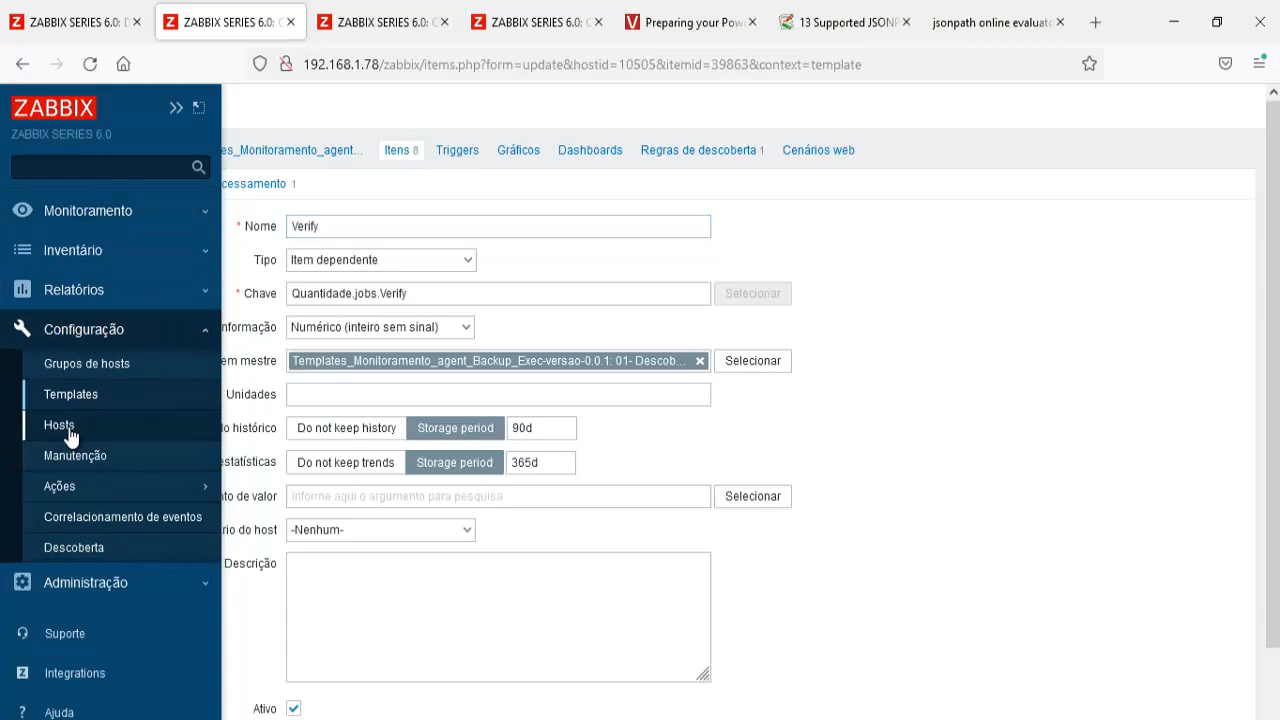 ZABBIX SERIES 6.0: D
ZABBIX SERIES 6.0: C
ZABBIX SERIES 6.0: C
ZABBIX SERIES 6.0: C
Preparing your Pow
13 Supported JSONP
jsonpath online evaluato
192.168.1.78/zabbix/items.php?form=update&hostid=10505&itemid=39863&context=template
ZABBIX
ZABBIX SERIES 6.0
es_Monitoramento_agent... Itens 8 Triggers Gráficos Dashboards Regras de descoberta 1 Cenários web
cessamento 1
Monitoramento
Inventário
Relatórios
Configuração
Grupos de hosts
Templates
Hosts
Manutenção
Ações
Correlacionamento de eventos
Descoberta
Administração
Suporte
Integrations
Ajuda
* Nome Verify
Tipo Item dependente
* Chave Quantidade.jobs.Verify Selecionar
nformação Numérico (inteiro sem sinal)
em mestre Templates_Monitoramento_agent_Backup_Exec-versao-0.0.1: 01- Descob... Selecionar
Unidades
o histórico Do not keep history Storage period 90d
estatísticas Do not keep trends Storage period 365d
nto de valor informe aqui o argumento para pesquisa Selecionar
rio do host -Nenhum-
Descrição
Ativo